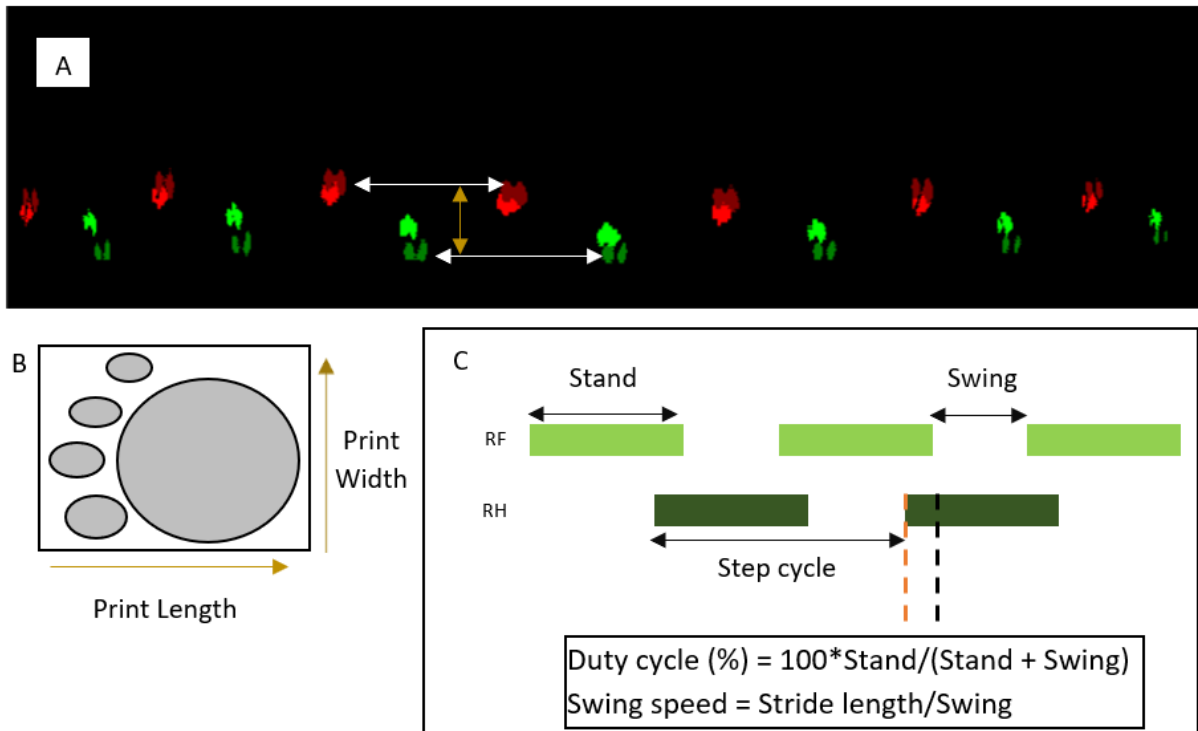 A
B
Print
Width
Print Length
C
Stand
Swing
RF
RH
Step cycle
Duty cycle (%) = 100*Stand/(Stand + Swing)
Swing speed = Stride length/Swing